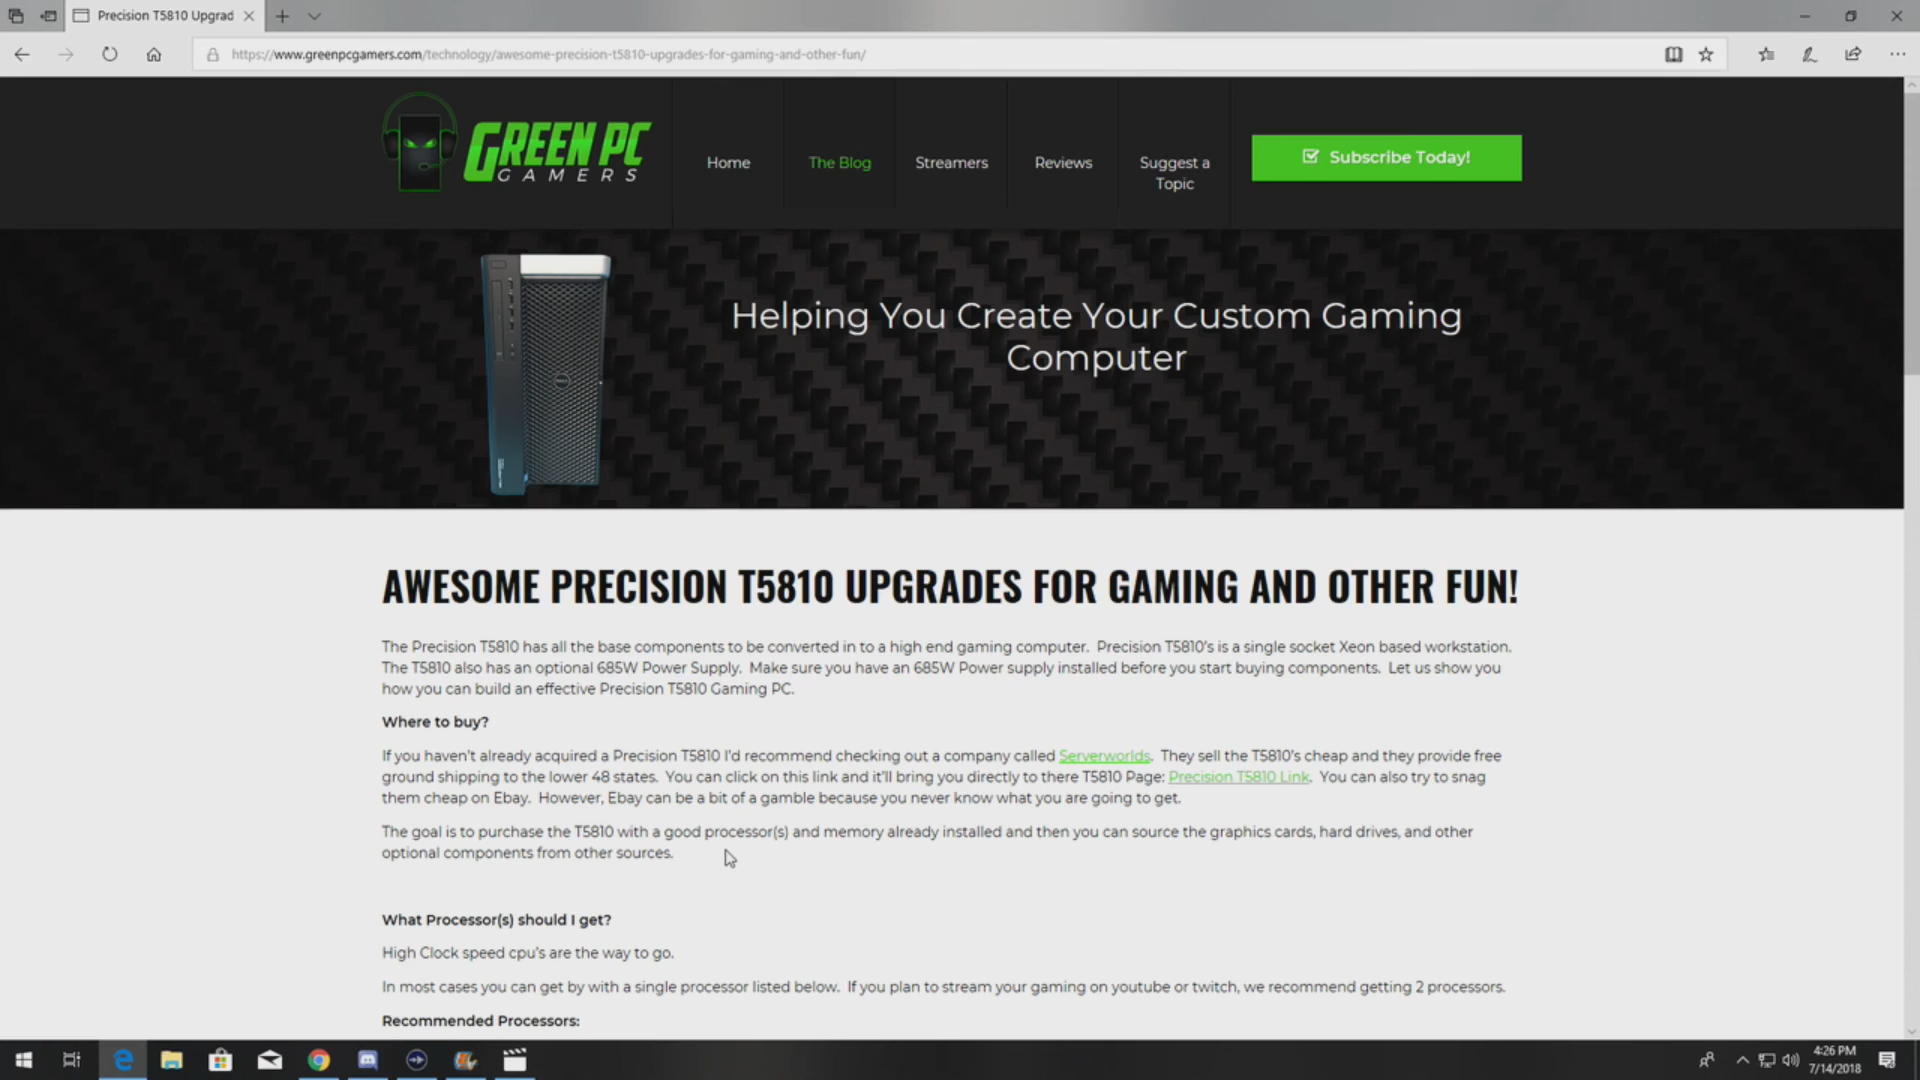 Precision T5810 Upgrad
https://www.greenpcgamers.com/technology/awesome-precision-t5810-upgrades-for-gaming-and-other-fun/
GREEN PC
GAMERS
Home
The Blog
Streamers
Reviews
Suggest a
Topic
Subscribe Today!
Helping You Create Your Custom Gaming
Computer
AWESOME PRECISION T5810 UPGRADES FOR GAMING AND OTHER FUN!
The Precision T5810 has all the base components to be converted in to a high end gaming computer. Precision T5810's is a single socket Xeon based workstation.
The T5810 also has an optional 685W Power Supply. Make sure you have an 685W Power supply installed before you start buying components. Let us show you
how you can build an effective Precision T5810 Gaming PC.
Where to buy?
If you haven't already acquired a Precision T5810 I'd recommend checking out a company called Serverworlds. They sell the T5810's cheap and they provide free
ground shipping to the lower 48 states. You can click on this link and it'll bring you directly to there T5810 Page: Precision T5810 Link. You can also try to snag
them cheap on Ebay. However, Ebay can be a bit of a gamble because you never know what you are going to get.
The goal is to purchase the T5810 with a good processor(s) and memory already installed and then you can source the graphics cards, hard drives, and other
optional components from other sources.
What Processor(s) should I get?
High Clock speed cpu's are the way to go.
In most cases you can get by with a single processor listed below. If you plan to stream your gaming on youtube or twitch, we recommend getting 2 processors.
Recommended Processors:
4:26 PM
7/14/2018